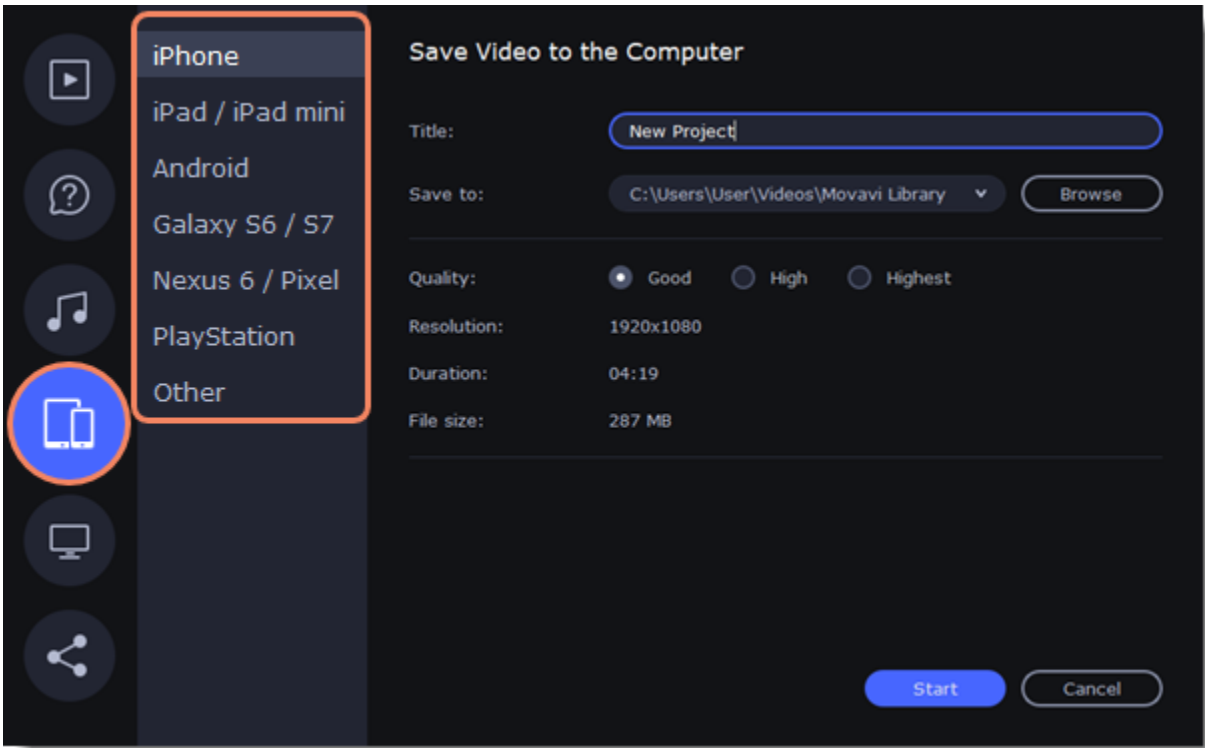 iPhone
iPad / iPad mini
Android
Galaxy S6 / S7
Nexus 6 / Pixel
PlayStation
Other
Save Video to the Computer
Title: New Project
Save to: C:\Users\User\Videos\Movavi Library Browse
Quality: Good High Highest
Resolution: 1920x1080
Duration: 04:19
File size: 287 MB
Start Cancel